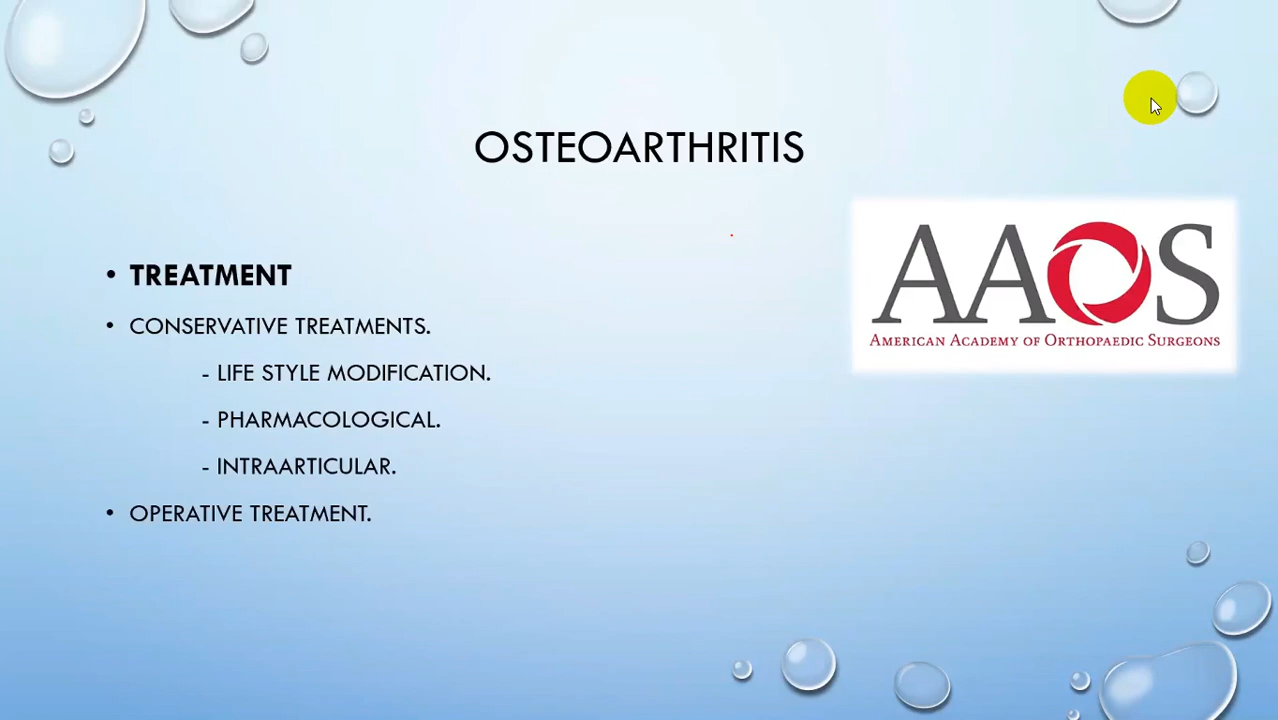 OSTEOARTHRITIS
• TREATMENT
• CONSERVATIVE TREATMENTS.
- LIFE STYLE MODIFICATION.
- PHARMACOLOGICAL.
- INTRAARTICULAR.
• OPERATIVE TREATMENT.
AAOS
AMERICAN ACADEMY OF ORTHOPAEDIC SURGEONS